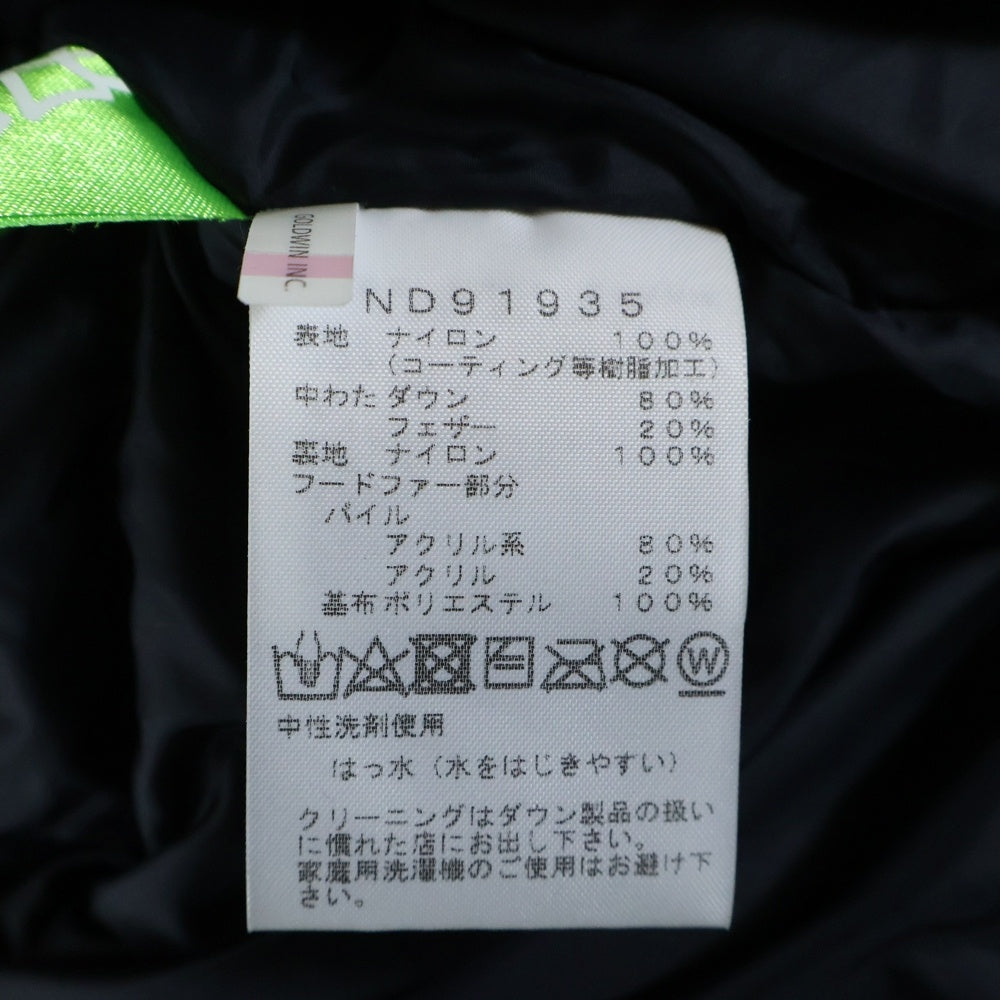 GOLDWIN INC
ND91935
表地 ナイロン 100%
(コーティング等樹脂加工)
中わた ダウン 80%
フェザー 20%
裏地 ナイロン 100%
フードファー部分
パイル
アクリル系 80%
アクリル 20%
基布 ポリエステル 100%
W
中性洗剤使用
はっ水 (水をはじきやすい)
クリーニングはダウン製品の扱い
に慣れた店にお出し下さい。
家庭用洗濯機のご使用はお避け下
さい。